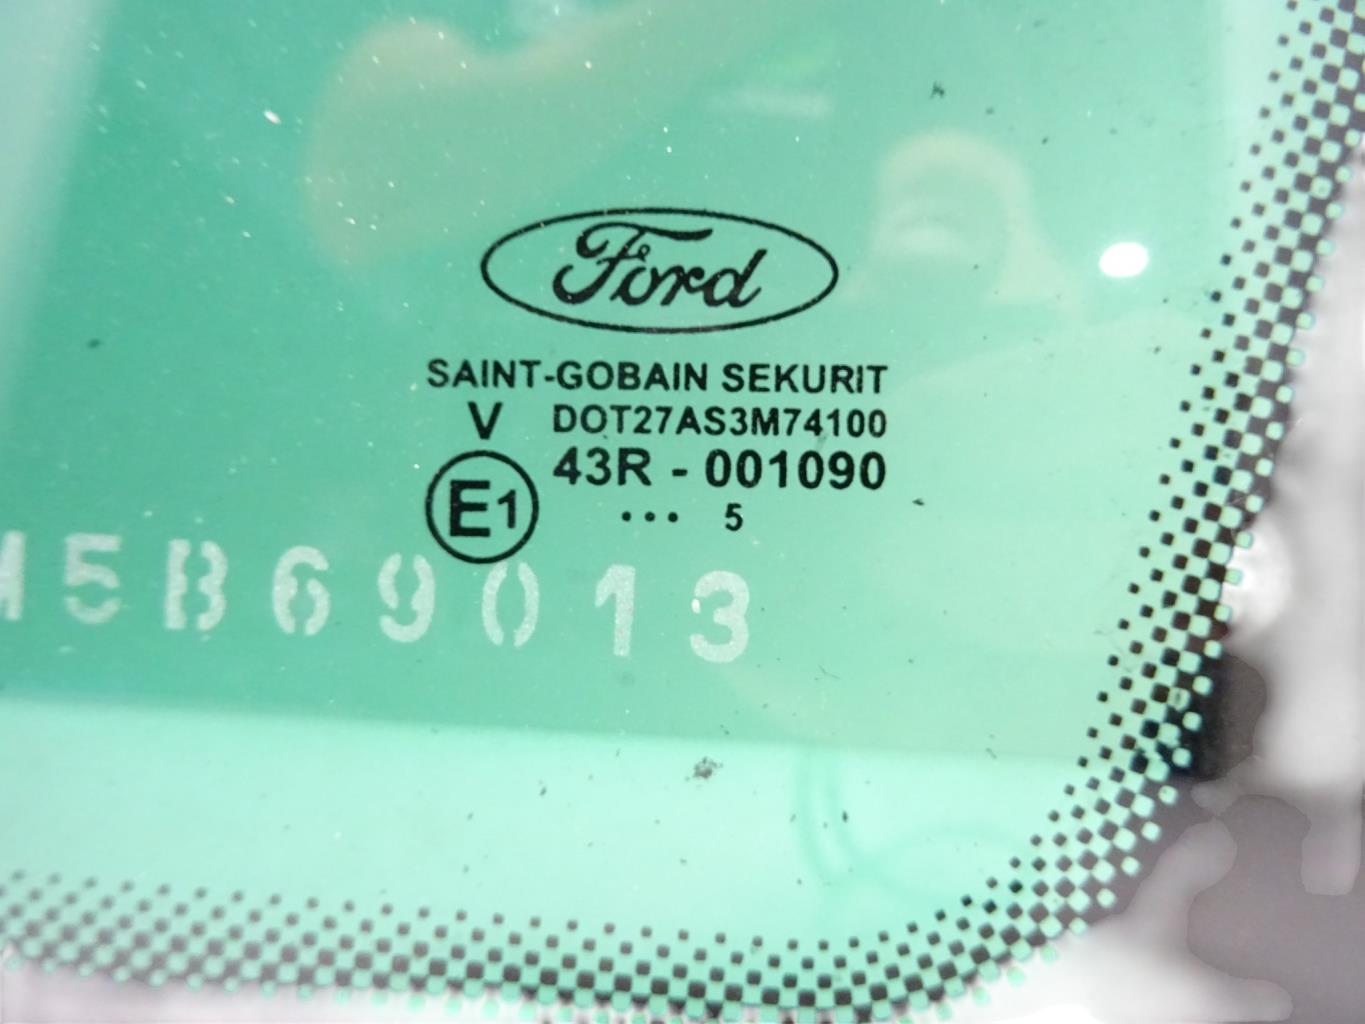 Ford
SAINT-GOBAIN SEKURIT
V DOT27AS3M74100
E1 43R - 001090
... 5
5B69013